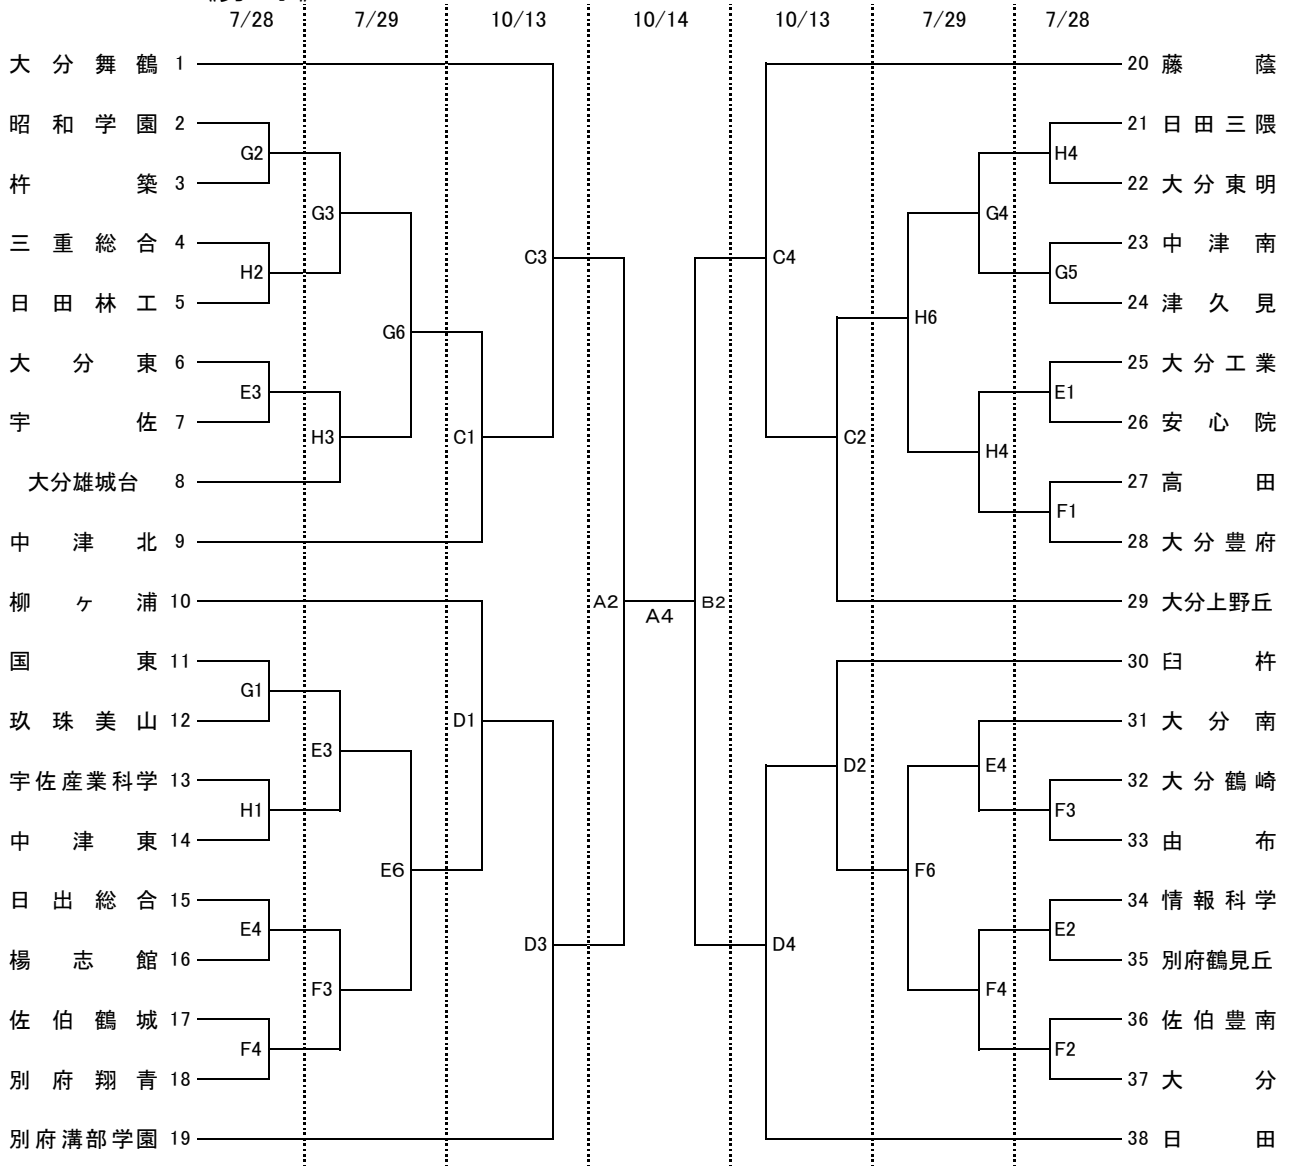 7/28 7/29 10/13 10/14 10/13 7/29 7/28
大分舞鶴 1 20 藤蔭
昭和学園 2 21 日田三隈
G2 H4
杵築 3 22 大分東明
G3 G4
三重総合 4 23 中津南
C3 C4
H2 G5
日田林工 5 24 津久見
H6
G6
大分東 6 25 大分工業
E3 E1
宇佐 7 26 安心院
H3 C1 C2 H4
大分雄城台 8 27 高田
F1
中津北 9 28 大分豊府
柳ヶ浦 10 A2 B2 29 大分上野丘
A4
国東 11 30 臼杵
G1
玖珠美山 12 D1 31 大分南
E3 D2 E4
宇佐産業科学 13 32 大分鶴崎
H1 F3
中津東 14 33 由布
E6 F6
日出総合 15 34 情報科学
E4 E2
D3 D4
楊志館 16 35 別府鶴見丘
F3 F4
佐伯鶴城 17 36 佐伯豊南
F4 F2
別府翔青 18 37 大分
別府溝部学園 19 38 日田